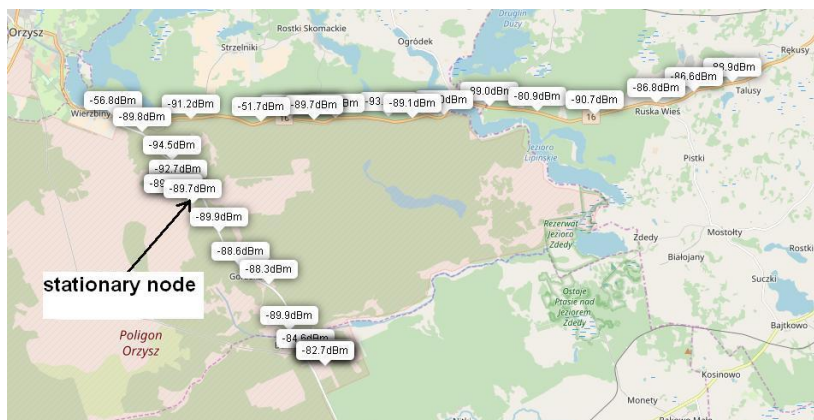 Orzysz
Rostki Skomackie
Druglin
Duży
Ogródek
Strzelniki
Rękusy
-88.9dBm
-86.6dBm
-86.8dBm
Talusy
-56.8dBm
-91.2dBm
-51.7dBm
-89.7dBm
-89.1dBm
-80.9dBm
-90.7dBm
Wierzbiny
-89.8dBm
16
16
Ruska Wieś
-94.5dBm
Jezioro
Lipińskie
Pistki
-92.7dBm
-89.7dBm
-89.9dBm
Rezerwat
Jezioro
Zdedy
Zdedy
Mostołty
Rostki
-88.6dBm
Białojany
-88.3dBm
stationary node
Suczki
Ostoja
Ptasie nad
Jeziorem
Zdedy
-89.9dBm
Bajtkowo
Poligon
Orzysz
-84.6dBm
-82.7dBm
Kosinowo
Monety